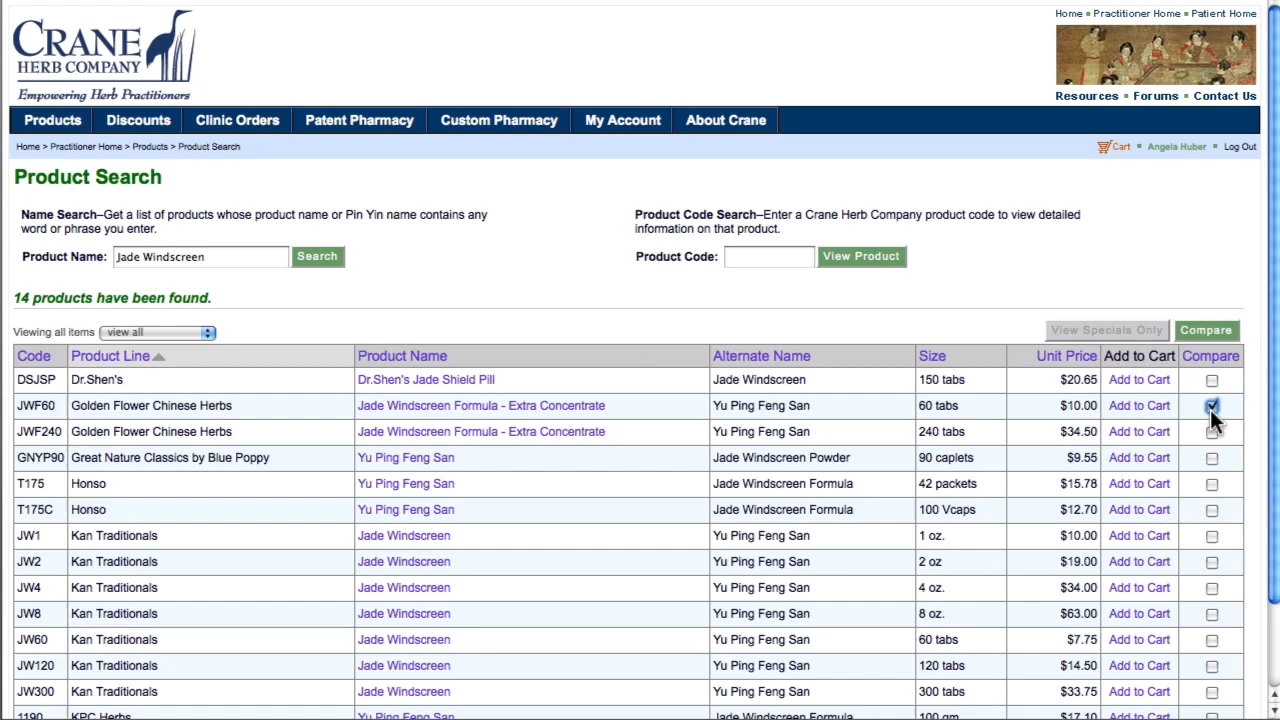 CRANE
HERB COMPANY
Empowering Herb Practitioners
Home Practitioner Home Patient Home
Resources Forums Contact Us
Products Discounts Clinic Orders Patent Pharmacy Custom Pharmacy My Account About Crane
Home > Practitioner Home > Products > Product Search Cart Angela Huber Log Out
Product Search
Name Search–Get a list of products whose product name or Pin Yin name contains any
word or phrase you enter.
Product Name: Jade Windscreen Search
Product Code Search–Enter a Crane Herb Company product code to view detailed
information on that product.
Product Code: View Product
14 products have been found.
Viewing all items view all View Specials Only Compare
Code Product Line Product Name Alternate Name Size Unit Price Add to Cart Compare
DSJSP Dr.Shen's Dr.Shen's Jade Shield Pill Jade Windscreen 150 tabs $20.65 Add to Cart
JWF60 Golden Flower Chinese Herbs Jade Windscreen Formula - Extra Concentrate Yu Ping Feng San 60 tabs $10.00 Add to Cart
JWF240 Golden Flower Chinese Herbs Jade Windscreen Formula - Extra Concentrate Yu Ping Feng San 240 tabs $34.50 Add to Cart
GNYP90 Great Nature Classics by Blue Poppy Yu Ping Feng San Jade Windscreen Powder 90 caplets $9.55 Add to Cart
T175 Honso Yu Ping Feng San Jade Windscreen Formula 42 packets $15.78 Add to Cart
T175C Honso Yu Ping Feng San Jade Windscreen Formula 100 Vcaps $12.70 Add to Cart
JW1 Kan Traditionals Jade Windscreen Yu Ping Feng San 1 oz. $10.00 Add to Cart
JW2 Kan Traditionals Jade Windscreen Yu Ping Feng San 2 oz $19.00 Add to Cart
JW4 Kan Traditionals Jade Windscreen Yu Ping Feng San 4 oz. $34.00 Add to Cart
JW8 Kan Traditionals Jade Windscreen Yu Ping Feng San 8 oz. $63.00 Add to Cart
JW60 Kan Traditionals Jade Windscreen Yu Ping Feng San 60 tabs $7.75 Add to Cart
JW120 Kan Traditionals Jade Windscreen Yu Ping Feng San 120 tabs $14.50 Add to Cart
JW300 Kan Traditionals Jade Windscreen Yu Ping Feng San 300 tabs $33.75 Add to Cart
1190 KPC Herbs Yu Ping Feng San Jade Windscreen Formula 100 gm $17.10 Add to Cart